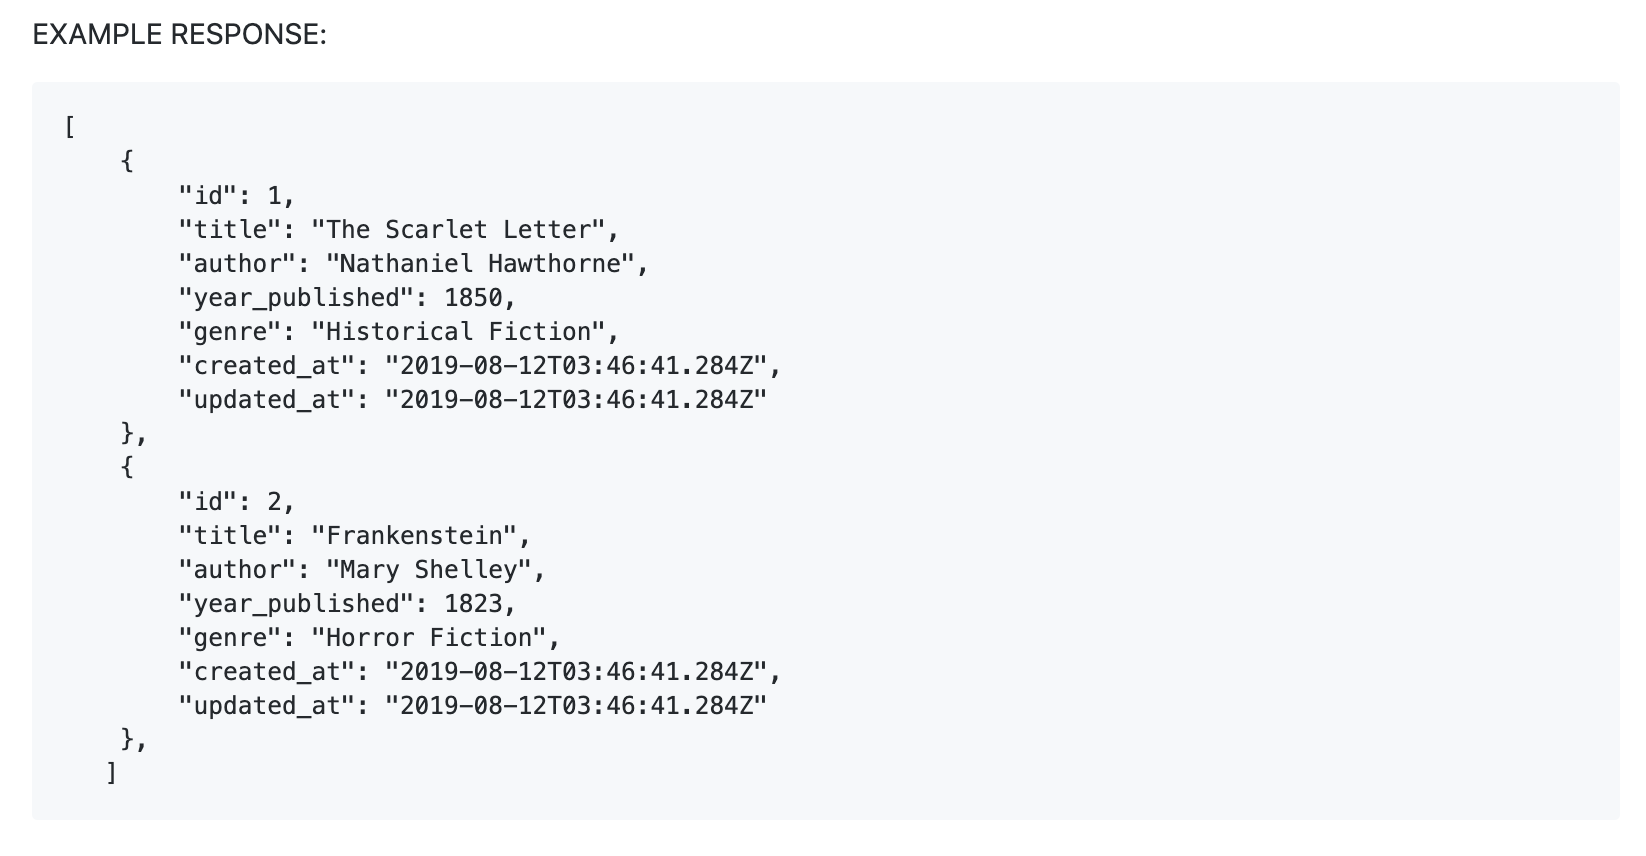 EXAMPLE RESPONSE:
[
    {
        "id": 1,
        "title": "The Scarlet Letter",
        "author": "Nathaniel Hawthorne",
        "year_published": 1850,
        "genre": "Historical Fiction",
        "created_at": "2019-08-12T03:46:41.284Z",
        "updated_at": "2019-08-12T03:46:41.284Z"
    },
    {
        "id": 2,
        "title": "Frankenstein",
        "author": "Mary Shelley",
        "year_published": 1823,
        "genre": "Horror Fiction",
        "created_at": "2019-08-12T03:46:41.284Z",
        "updated_at": "2019-08-12T03:46:41.284Z"
    },
   ]